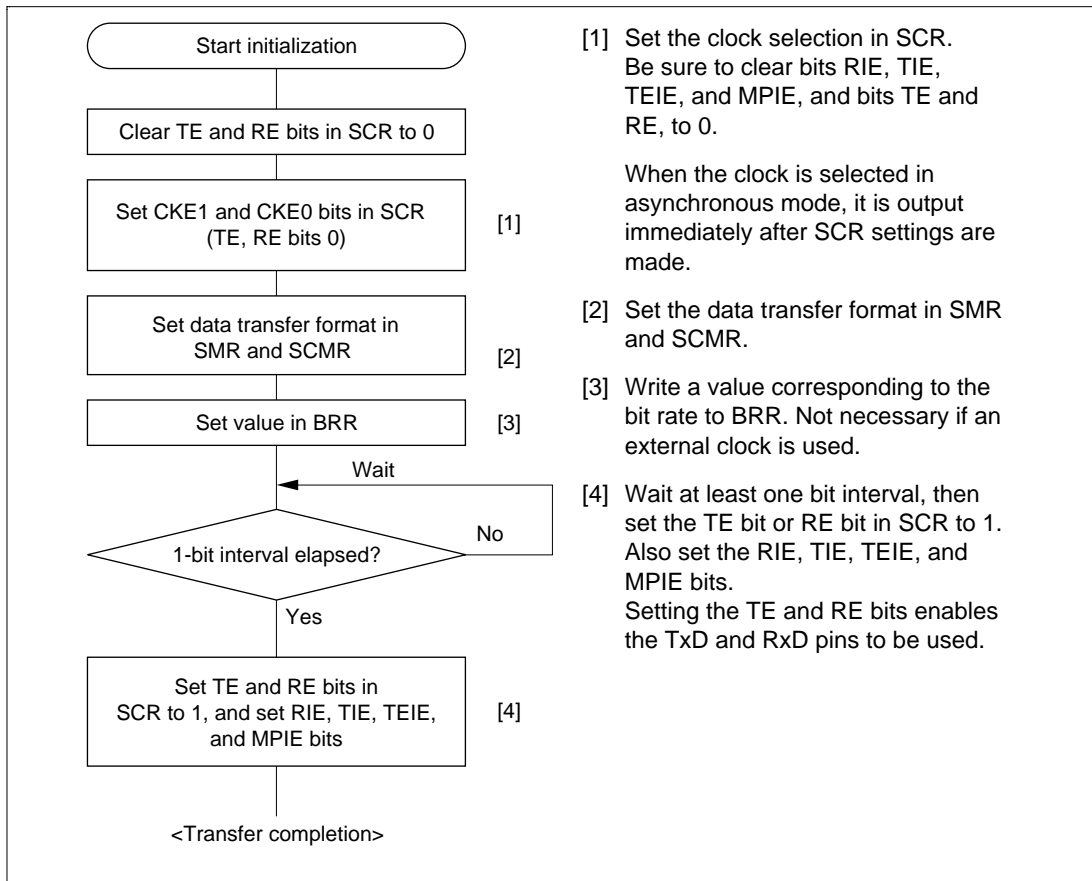 Start initialization
Clear TE and RE bits in SCR to 0
Set CKE1 and CKE0 bits in SCR
(TE, RE bits 0)
[1]
Set data transfer format in
SMR and SCMR
[2]
Set value in BRR
[3]
Wait
No
1-bit interval elapsed?
Yes
Set TE and RE bits in
SCR to 1, and set RIE, TIE, TEIE,
and MPIE bits
[4]
<Transfer completion>
[1] Set the clock selection in SCR.
Be sure to clear bits RIE, TIE,
TEIE, and MPIE, and bits TE and
RE, to 0.
When the clock is selected in
asynchronous mode, it is output
immediately after SCR settings are
made.
[2] Set the data transfer format in SMR
and SCMR.
[3] Write a value corresponding to the
bit rate to BRR. Not necessary if an
external clock is used.
[4] Wait at least one bit interval, then
set the TE bit or RE bit in SCR to 1.
Also set the RIE, TIE, TEIE, and
MPIE bits.
Setting the TE and RE bits enables
the TxD and RxD pins to be used.